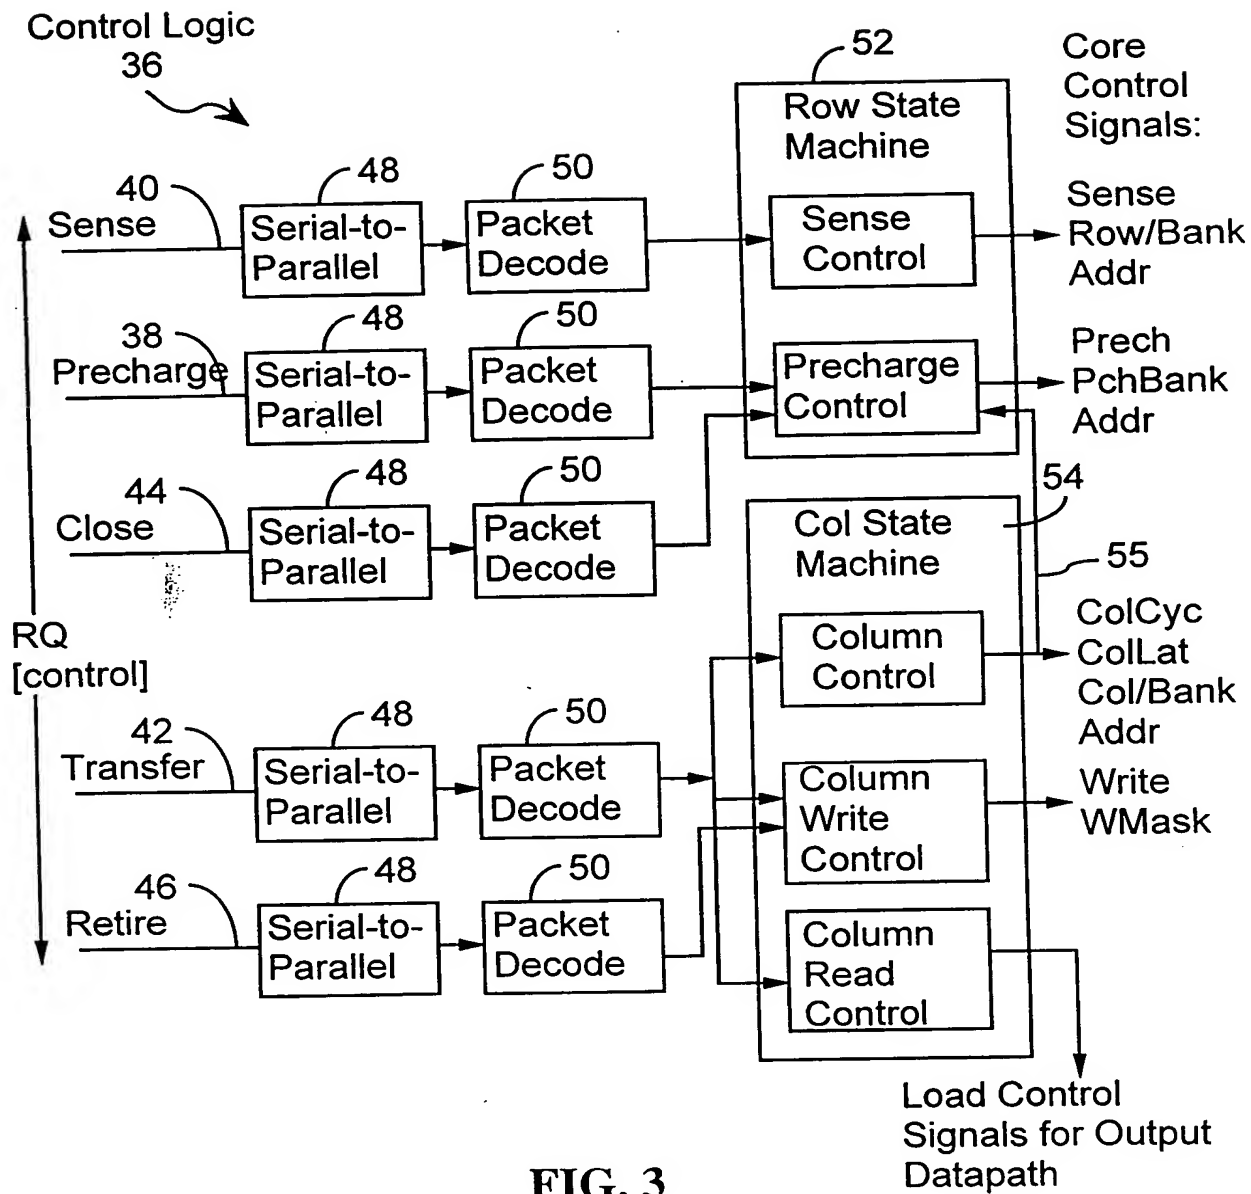 Control Logic
36
52
Core
Control
Signals:
Row State
Machine
40
Sense
48
Serial-to-
Parallel
50
Packet
Decode
Sense
Control
Sense
Row/Bank
Addr
38
Precharge
48
Serial-to-
Parallel
50
Packet
Decode
Precharge
Control
Prech
PchBank
Addr
44
Close
48
Serial-to-
Parallel
50
Packet
Decode
54
Col State
Machine
55
RQ
[control]
Column
Control
ColCyc
ColLat
Col/Bank
Addr
42
Transfer
48
Serial-to-
Parallel
50
Packet
Decode
Column
Write
Control
Write
WMask
46
Retire
48
Serial-to-
Parallel
50
Packet
Decode
Column
Read
Control
Load Control
Signals for Output
Datapath
FIG. 3